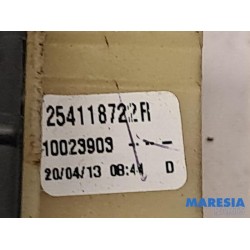 254118722R
10023903 ----
20/04/13 08:44 D
MARESIA